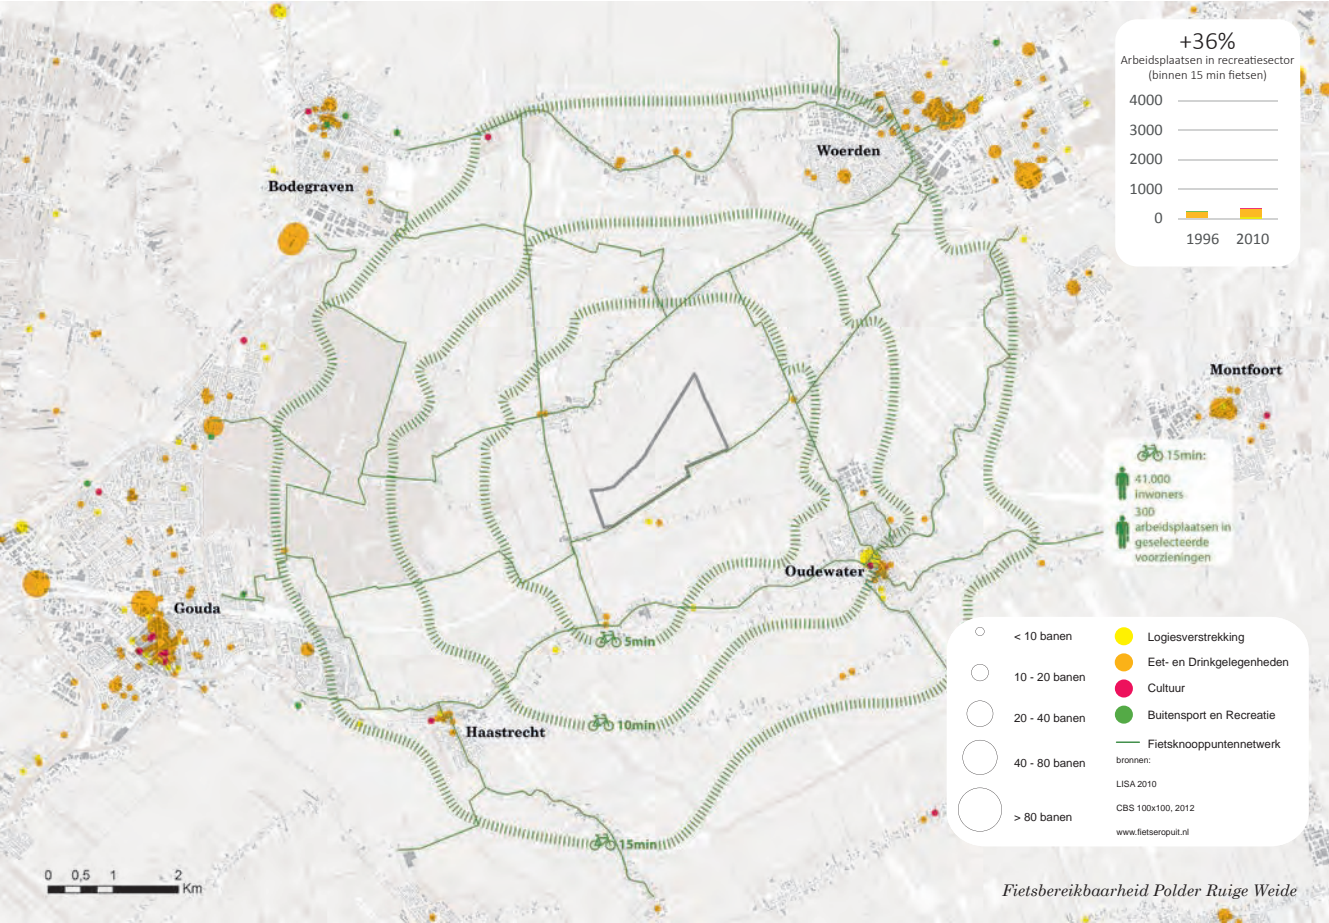 +36%
Arbeidsplaatsen in recreatiesector
(binnen 15 min fietsen)
4000
3000
2000
1000
0
1996 2010
Woerden
Bodegraven
Montfoort
15min:
41.000
inwoners
300
arbeidsplaatsen in
geselecteerde
voorzieningen
Oudewater
Gouda
5min
10min
Haastrecht
15min
< 10 banen
10 - 20 banen
20 - 40 banen
40 - 80 banen
> 80 banen
Logiesverstrekking
Eet- en Drinkgelegenheden
Cultuur
Buitensport en Recreatie
Fietsknooppuntennetwerk
bronnen:
LISA 2010
CBS 100x100, 2012
www.fietseropuit.nl
0 0,5 1 2
Km
Fietsbereikbaarheid Polder Ruige Weide